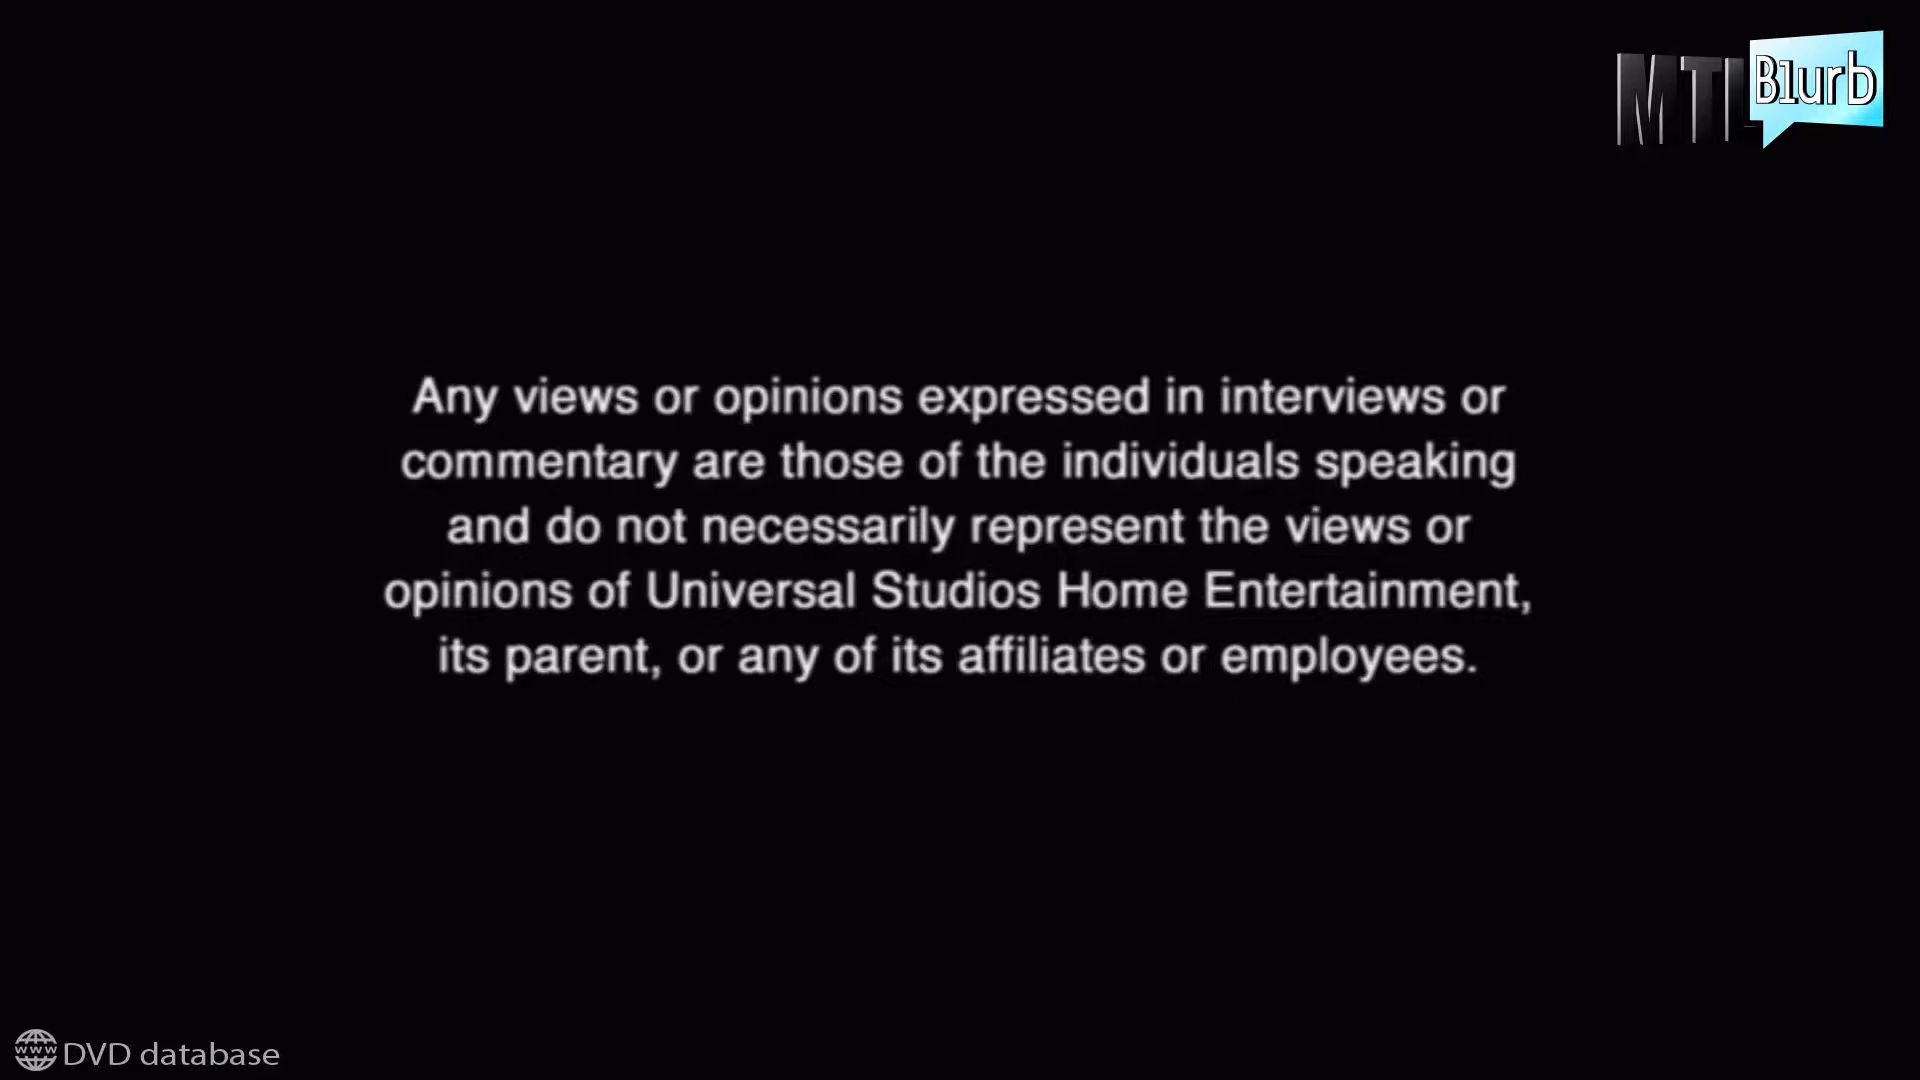 MTL Blurb
Any views or opinions expressed in interviews or
commentary are those of the individuals speaking
and do not necessarily represent the views or
opinions of Universal Studios Home Entertainment,
its parent, or any of its affiliates or employees.
www DVD database